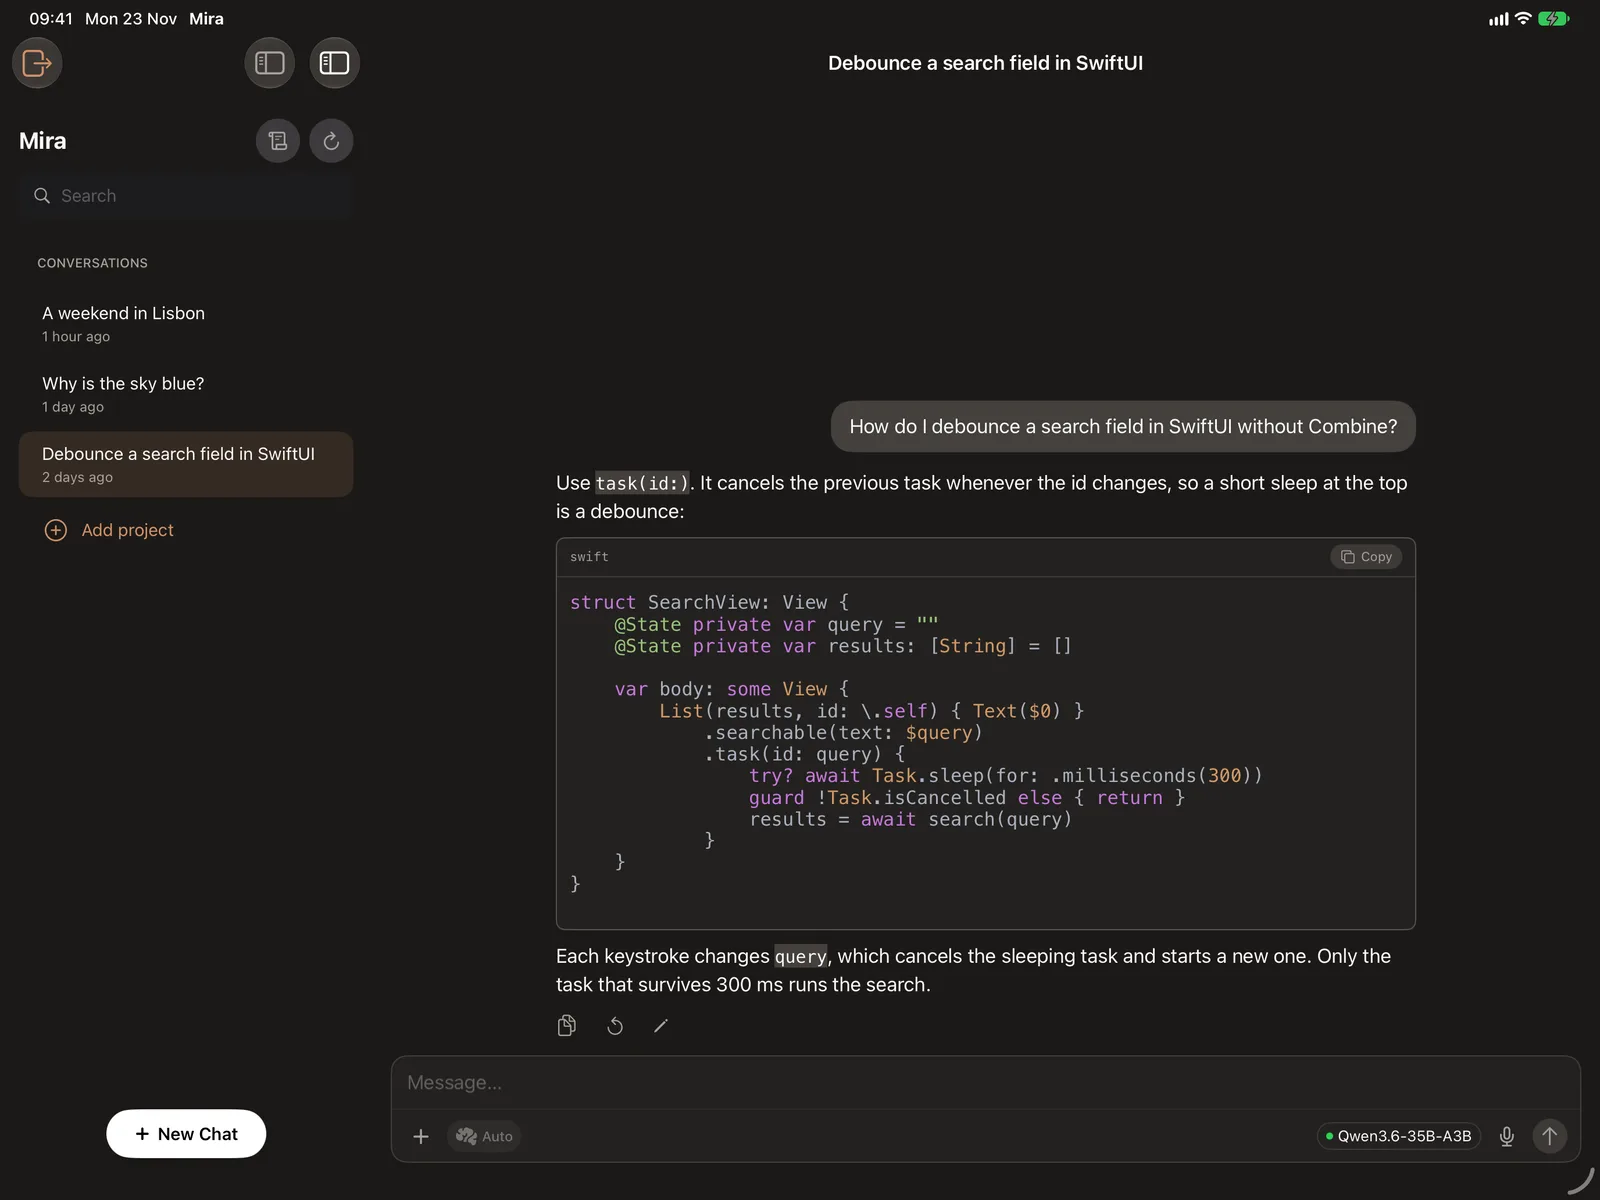 09:41 Mon 23 Nov Mira
Debounce a search field in SwiftUI
Mira
Search
CONVERSATIONS
A weekend in Lisbon
1 hour ago
Why is the sky blue?
1 day ago
Debounce a search field in SwiftUI
2 days ago
Add project
New Chat
How do I debounce a search field in SwiftUI without Combine?
Use task(id:). It cancels the previous task whenever the id changes, so a short sleep at the top
is a debounce:
swift
Copy
struct SearchView: View {
    @State private var query = ""
    @State private var results: [String] = []

    var body: some View {
        List(results, id: \.self) { Text($0) }
            .searchable(text: $query)
            .task(id: query) {
                try? await Task.sleep(for: .milliseconds(300))
                guard !Task.isCancelled else { return }
                results = await search(query)
            }
    }
}
Each keystroke changes query, which cancels the sleeping task and starts a new one. Only the
task that survives 300 ms runs the search.
Message...
Auto
Qwen3.6-35B-A3B